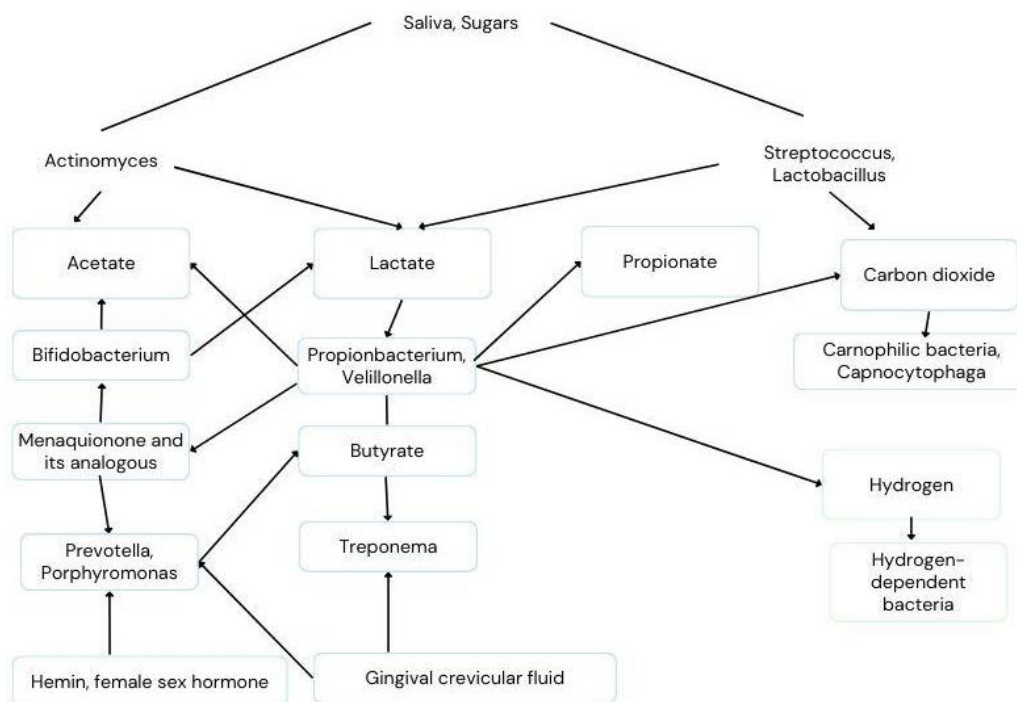 Saliva, Sugars
Actinomyces
Streptococcus,
Lactobacillus
Acetate
Lactate
Propionate
Carbon dioxide
Bifidobacterium
Propionbacterium,
Velillonella
Carnophilic bacteria,
Capnocytophaga
Menaquionone and
its analogous
Butyrate
Hydrogen
Prevotella,
Porphyromonas
Treponema
Hydrogen-
dependent
bacteria
Hemin, female sex hormone
Gingival crevicular fluid